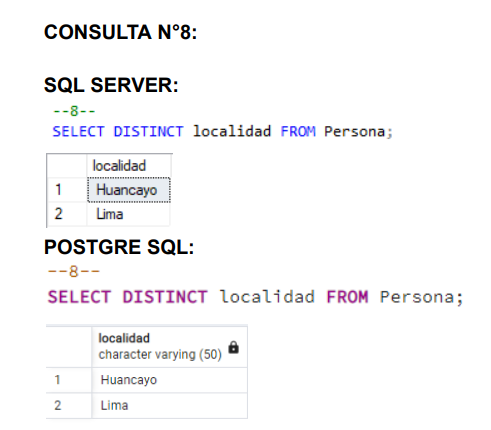 CONSULTA N°8:
SQL SERVER:
--8--
SELECT DISTINCT localidad FROM Persona;
localidad
1 Huancayo
2 Lima
POSTGRE SQL:
--8--
SELECT DISTINCT localidad FROM Persona;
localidad
character varying (50)
1 Huancayo
2 Lima